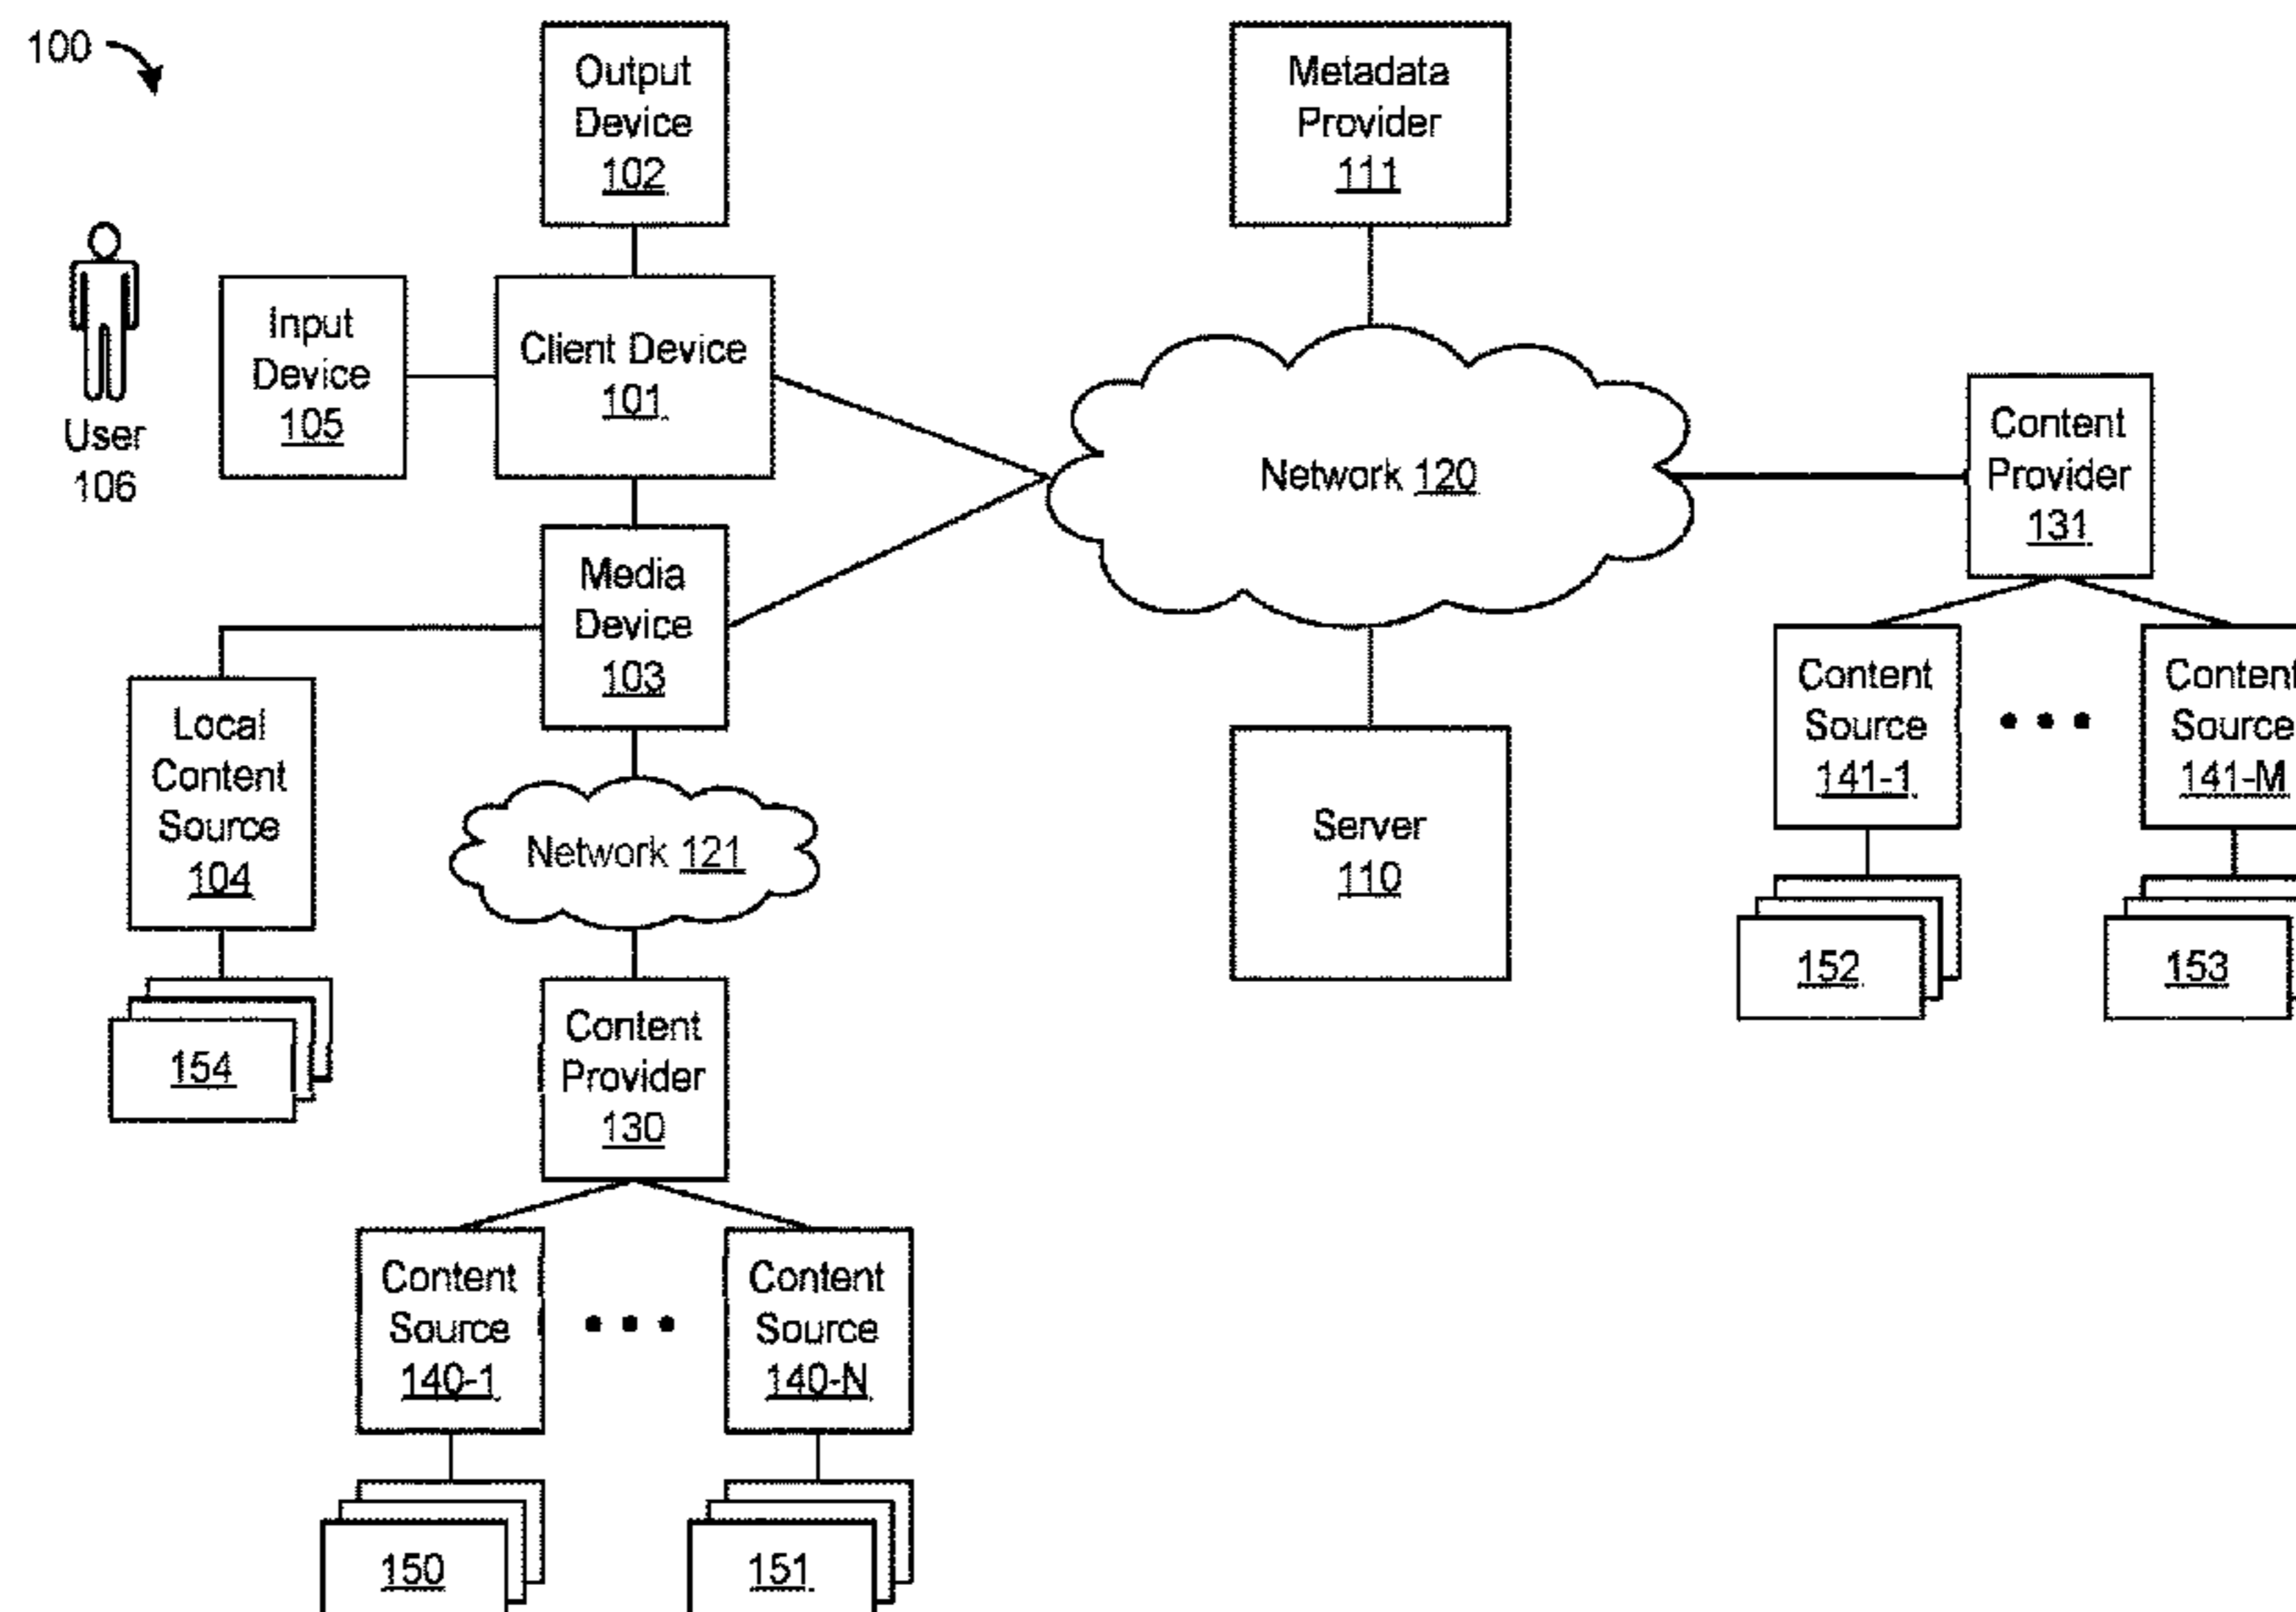 100
Output
Device
102
Metadata
Provider
111
User
106
Input
Device
105
Client Device
101
Network 120
Content
Provider
131
Media
Device
103
Local
Content
Source
104
Network 121
Server
110
Content
Source
141-1
Content
Source
141-M
154
Content
Provider
130
152
153
Content
Source
140-1
Content
Source
140-N
150
151